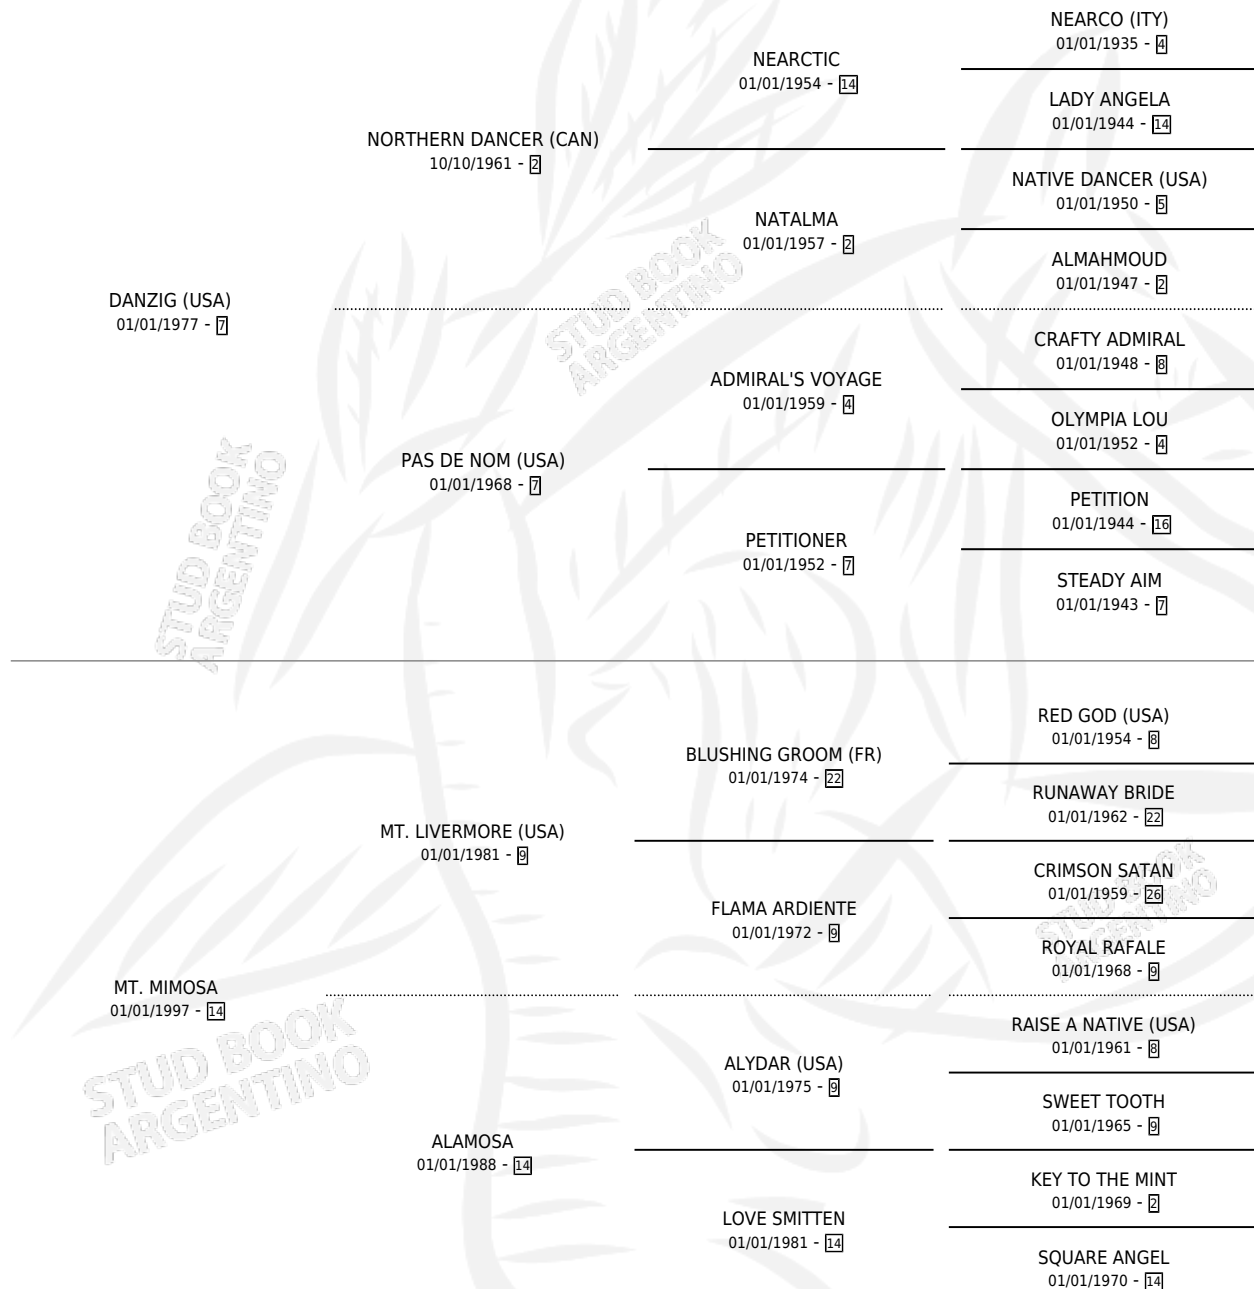 NEARCO (ITY)
01/01/1935 - 4
NEARCTIC
01/01/1954 - 14
LADY ANGELA
01/01/1944 - 14
NORTHERN DANCER (CAN)
10/10/1961 - 2
NATIVE DANCER (USA)
01/01/1950 - 5
NATALMA
01/01/1957 - 2
ALMAHMOUD
01/01/1947 - 2
DANZIG (USA)
01/01/1977 - 7
CRAFTY ADMIRAL
01/01/1948 - 8
ADMIRAL'S VOYAGE
01/01/1959 - 4
OLYMPIA LOU
01/01/1952 - 4
PAS DE NOM (USA)
01/01/1968 - 7
PETITION
01/01/1944 - 16
PETITIONER
01/01/1952 - 7
STEADY AIM
01/01/1943 - 7
RED GOD (USA)
01/01/1954 - 8
BLUSHING GROOM (FR)
01/01/1974 - 22
RUNAWAY BRIDE
01/01/1962 - 22
MT. LIVERMORE (USA)
01/01/1981 - 9
CRIMSON SATAN
01/01/1959 - 26
FLAMA ARDIENTE
01/01/1972 - 9
ROYAL RAFALE
01/01/1968 - 9
MT. MIMOSA
01/01/1997 - 14
RAISE A NATIVE (USA)
01/01/1961 - 8
ALYDAR (USA)
01/01/1975 - 9
SWEET TOOTH
01/01/1965 - 9
ALAMOSA
01/01/1988 - 14
KEY TO THE MINT
01/01/1969 - 2
LOVE SMITTEN
01/01/1981 - 14
SQUARE ANGEL
01/01/1970 - 14
STUD BOOK
ARGENTINO
STUD BOOK
ARGENTINO
STUD BOOK
ARGENTINO
STUD BOOK
ARGENTINO